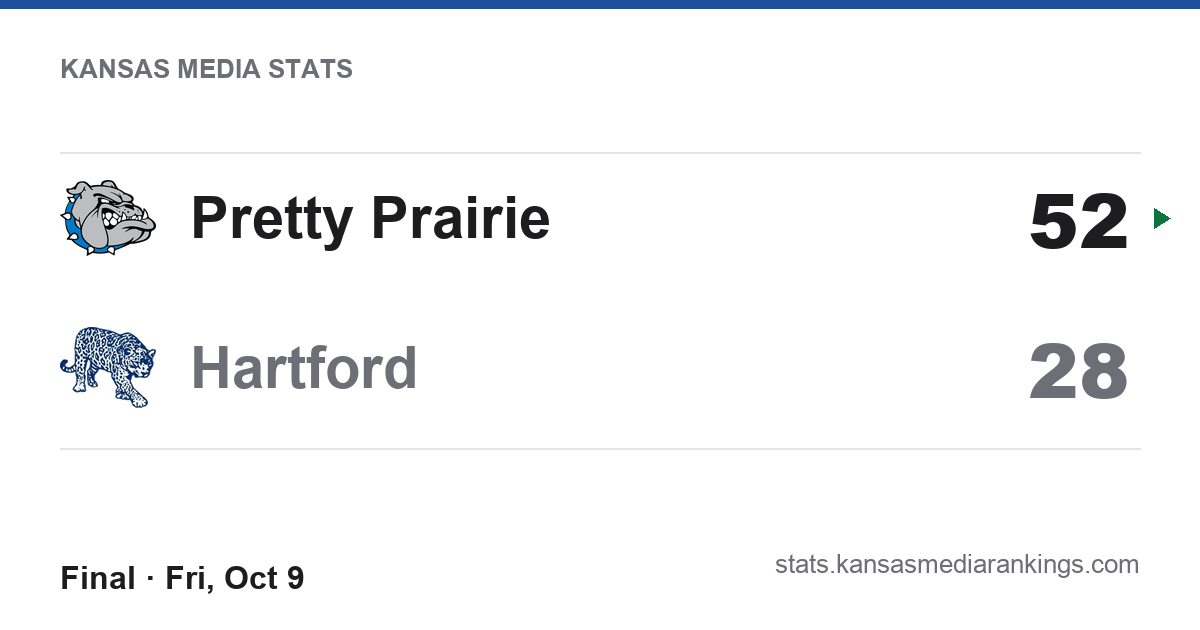 KANSAS MEDIA STATS
Pretty Prairie 52
Hartford 28
Final · Fri, Oct 9
stats.kansasmediarankings.com